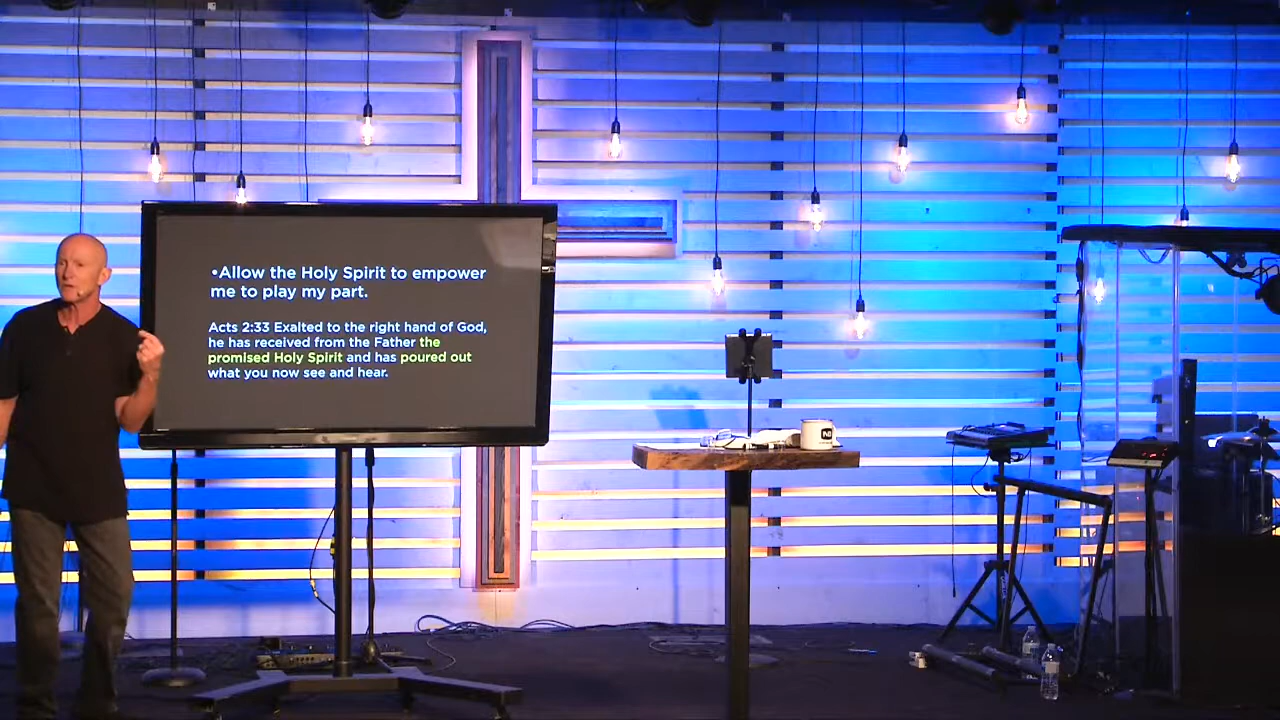 •Allow the Holy Spirit to empower
me to play my part.
Acts 2:33 Exalted to the right hand of God,
he has received from the Father the
promised Holy Spirit and has poured out
what you now see and hear.